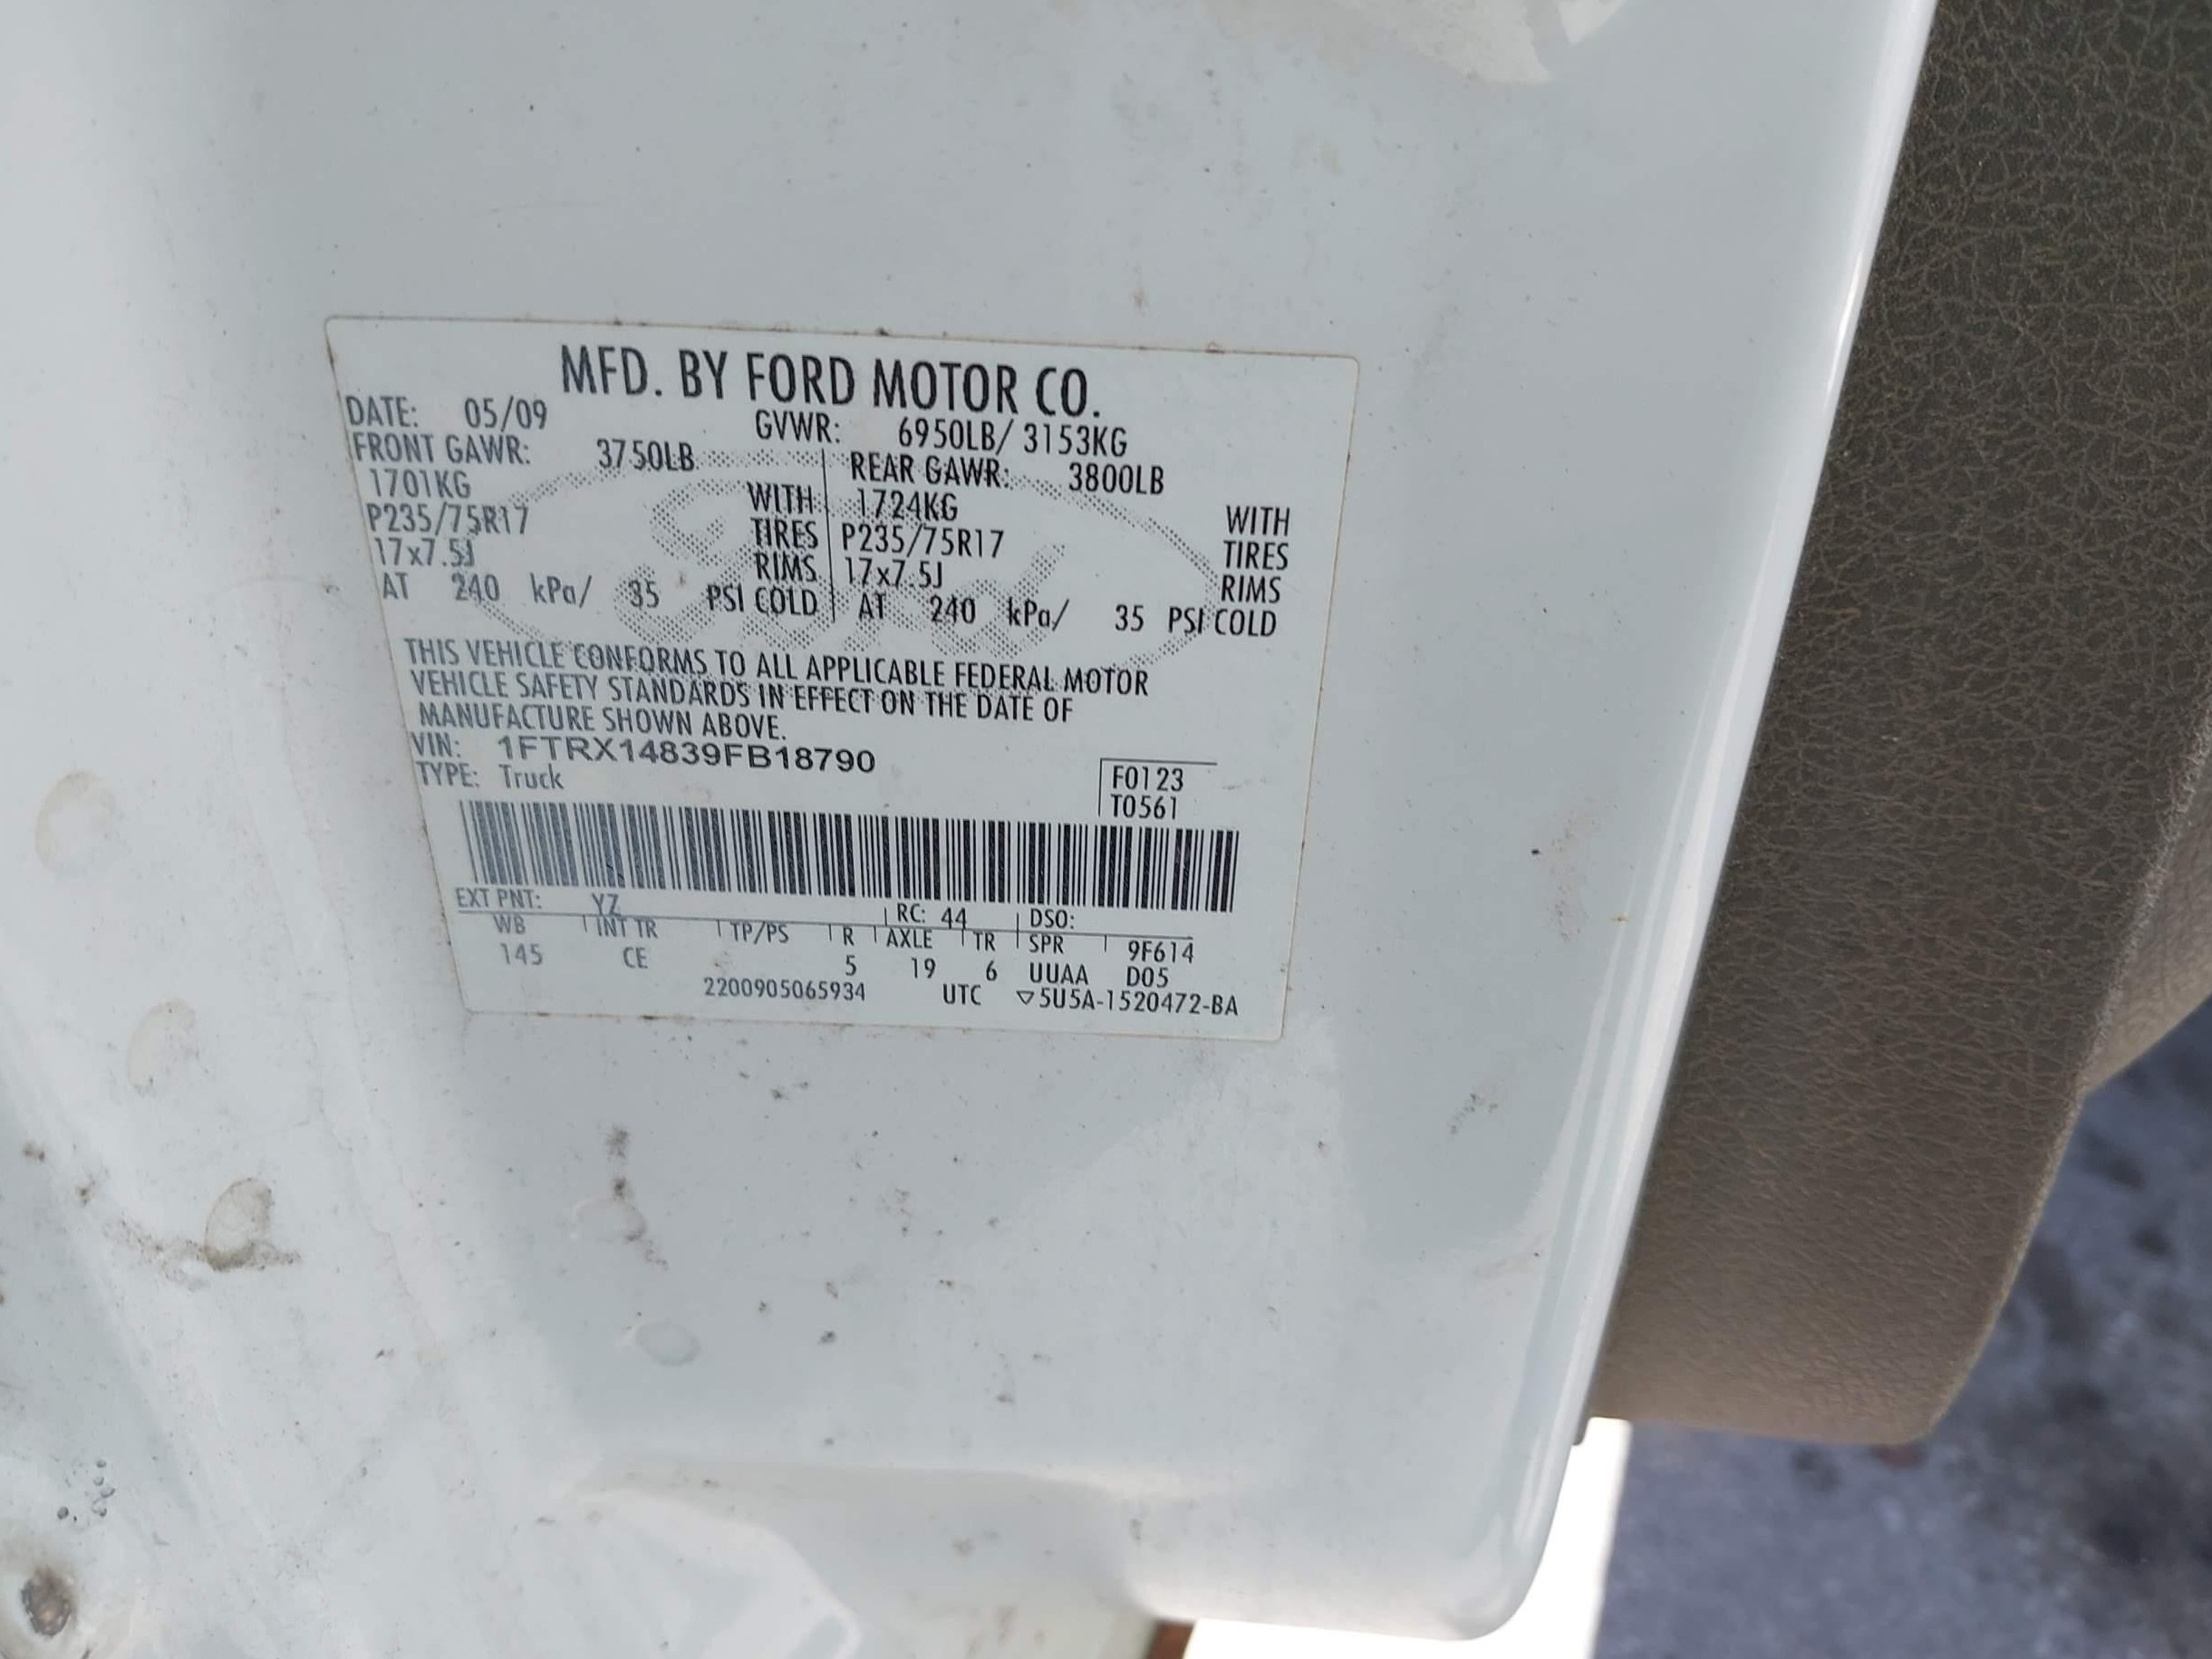 MFD. BY FORD MOTOR CO.
DATE: 05/09 GVWR: 6950LB/ 3153KG
FRONT GAWR: 3750LB REAR GAWR: 3800LB
1701KG WITH 1724KG WITH
P235/75R17 TIRES P235/75R17 TIRES
17x7.5J RIMS 17x7.5J RIMS
AT 240 kPa/ 35 PSI COLD AT 240 kPa/ 35 PSI COLD
THIS VEHICLE CONFORMS TO ALL APPLICABLE FEDERAL MOTOR
VEHICLE SAFETY STANDARDS IN EFFECT ON THE DATE OF
MANUFACTURE SHOWN ABOVE.
VIN: 1FTRX14839FB18790
TYPE: Truck
F0123
T0561
EXT PNT: YZ RC: 44 DSO:
WB INT TR TP/PS R AXLE TR SPR 9F614
145 CE 5 19 6 UUAA D05
2200905065934 UTC ▽5U5A-1520472-BA
Ford